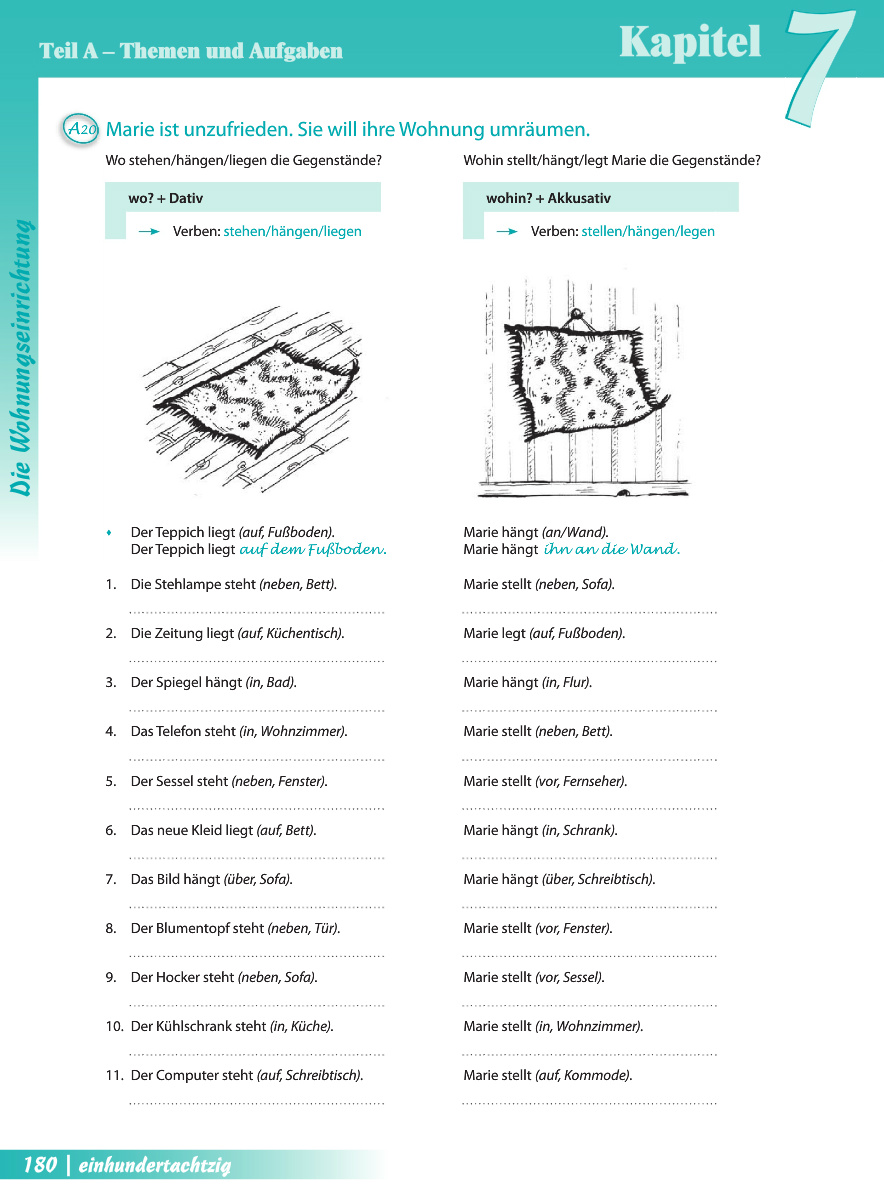 Teil A – Themen und Aufgaben
Kapitel 7
Die Wohnungseinrichtung
A20 Marie ist unzufrieden. Sie will ihre Wohnung umräumen.
Wo stehen/hängen/liegen die Gegenstände?
wo? + Dativ
Verben: stehen/hängen/liegen
Wohin stellt/hängt/legt Marie die Gegenstände?
wohin? + Akkusativ
Verben: stellen/hängen/legen
Der Teppich liegt (auf, Fußboden). Marie hängt (an/Wand).
Der Teppich liegt auf dem Fußboden. Marie hängt ihn an die Wand.
1. Die Stehlampe steht (neben, Bett). Marie stellt (neben, Sofa).
2. Die Zeitung liegt (auf, Küchentisch). Marie legt (auf, Fußboden).
3. Der Spiegel hängt (in, Bad). Marie hängt (in, Flur).
4. Das Telefon steht (in, Wohnzimmer). Marie stellt (neben, Bett).
5. Der Sessel steht (neben, Fenster). Marie stellt (vor, Fernseher).
6. Das neue Kleid liegt (auf, Bett). Marie hängt (in, Schrank).
7. Das Bild hängt (über, Sofa). Marie hängt (über, Schreibtisch).
8. Der Blumentopf steht (neben, Tür). Marie stellt (vor, Fenster).
9. Der Hocker steht (neben, Sofa). Marie stellt (vor, Sessel).
10. Der Kühlschrank steht (in, Küche). Marie stellt (in, Wohnzimmer).
11. Der Computer steht (auf, Schreibtisch). Marie stellt (auf, Kommode).
180 | einhundertachtzig